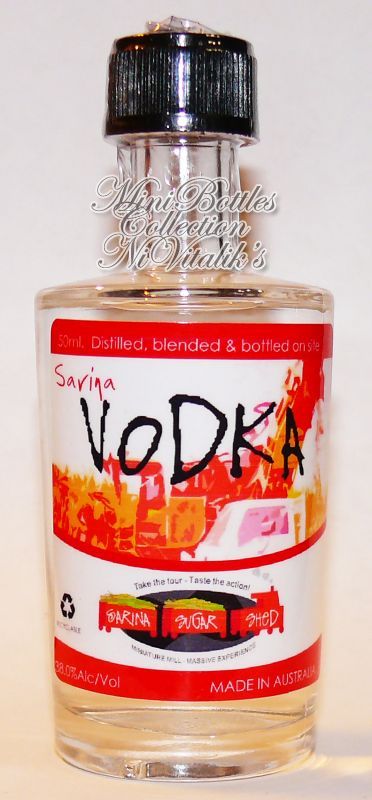 MiniBottles
Collection
NiVitalik's
50ml, Distilled, blended & bottled on site
Sarina
VODKA
Take the tour - Taste the action!
SARINA SUGAR SHED
MINIATURE MILL - MASSIVE EXPERIENCE
38.0%Alc/Vol
MADE IN AUSTRALIA